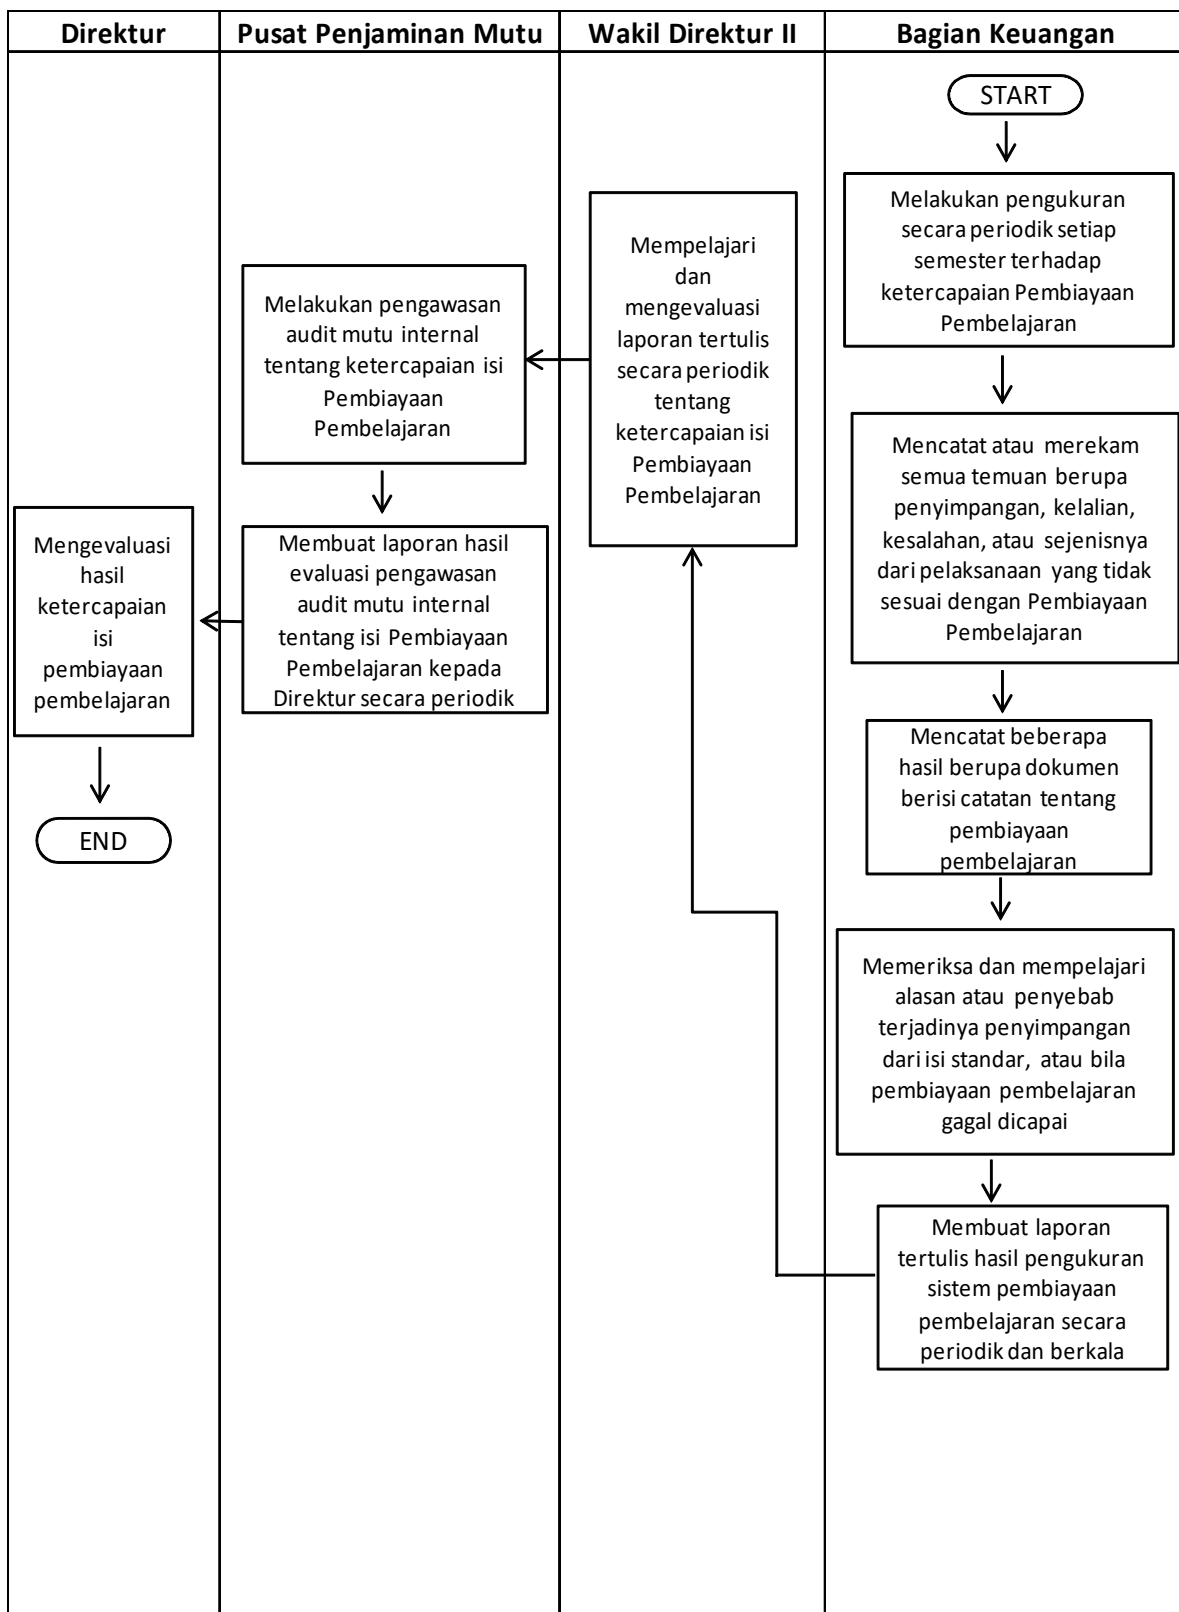 Direktur
Pusat Penjaminan Mutu
Wakil Direktur II
Bagian Keuangan
START
Melakukan pengukuran
secara periodik setiap
semester terhadap
ketercapaian Pembiayaan
Pembelajaran
Mencatat atau merekam
semua temuan berupa
penyimpangan, kelalian,
kesalahan, atau sejenisnya
dari pelaksanaan yang tidak
sesuai dengan Pembiayaan
Pembelajaran
Mencatat beberapa
hasil berupa dokumen
berisi catatan tentang
pembiayaan
pembelajaran
Memeriksa dan mempelajari
alasan atau penyebab
terjadinya penyimpangan
dari isi standar, atau bila
pembiayaan pembelajaran
gagal dicapai
Membuat laporan
tertulis hasil pengukuran
sistem pembiayaan
pembelajaran secara
periodik dan berkala
Mempelajari
dan
mengevaluasi
laporan tertulis
secara periodik
tentang
ketercapaian isi
Pembiayaan
Pembelajaran
Melakukan pengawasan
audit mutu internal
tentang ketercapaian isi
Pembiayaan
Pembelajaran
Membuat laporan hasil
evaluasi pengawasan
audit mutu internal
tentang isi Pembiayaan
Pembelajaran kepada
Direktur secara periodik
Mengevaluasi
hasil
ketercapaian
isi
pembiayaan
pembelajaran
END